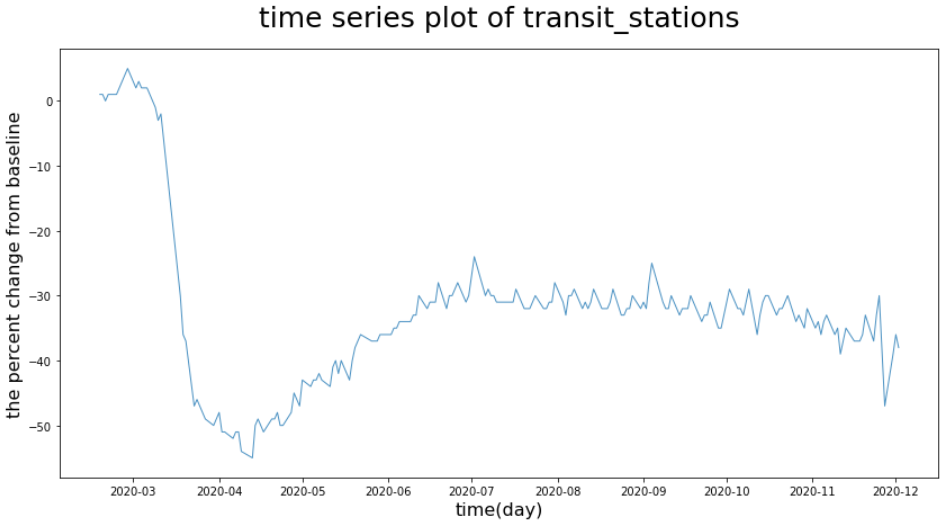 time series plot of transit_stations
the percent change from baseline
0
−10
−20
−30
−40
−50
2020-03 2020-04 2020-05 2020-06 2020-07 2020-08 2020-09 2020-10 2020-11 2020-12
time(day)